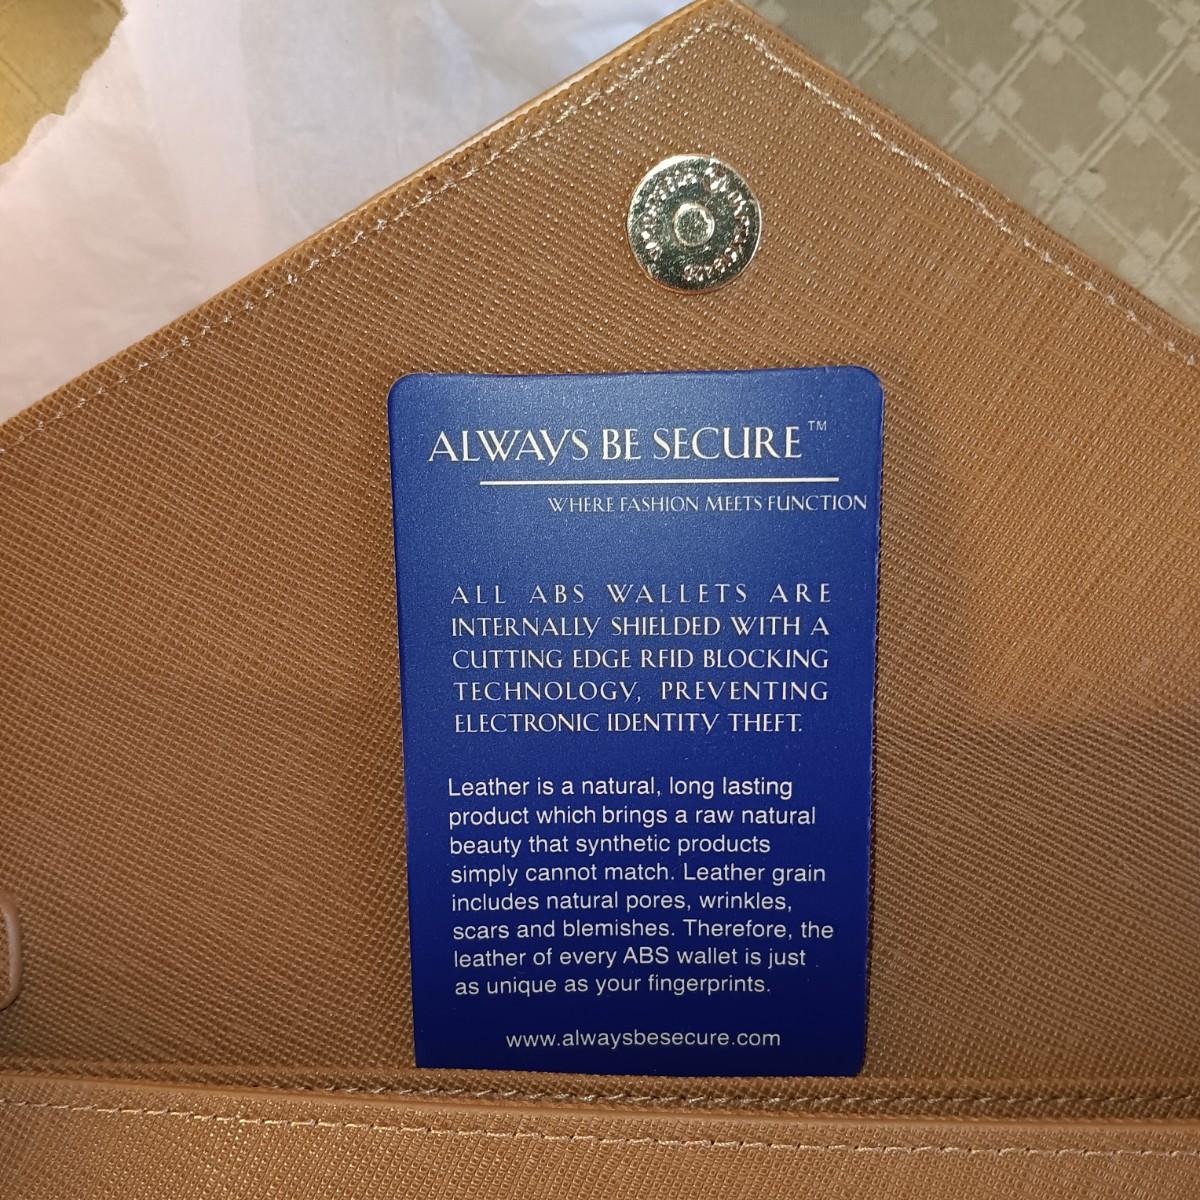 ALWAYS BE SECURE™
WHERE FASHION MEETS FUNCTION
ALL ABS WALLETS ARE
INTERNALLY SHIELDED WITH A
CUTTING EDGE RFID BLOCKING
TECHNOLOGY, PREVENTING
ELECTRONIC IDENTITY THEFT.
Leather is a natural, long lasting
product which brings a raw natural
beauty that synthetic products
simply cannot match. Leather grain
includes natural pores, wrinkles,
scars and blemishes. Therefore, the
leather of every ABS wallet is just
as unique as your fingerprints.
www.alwaysbesecure.com